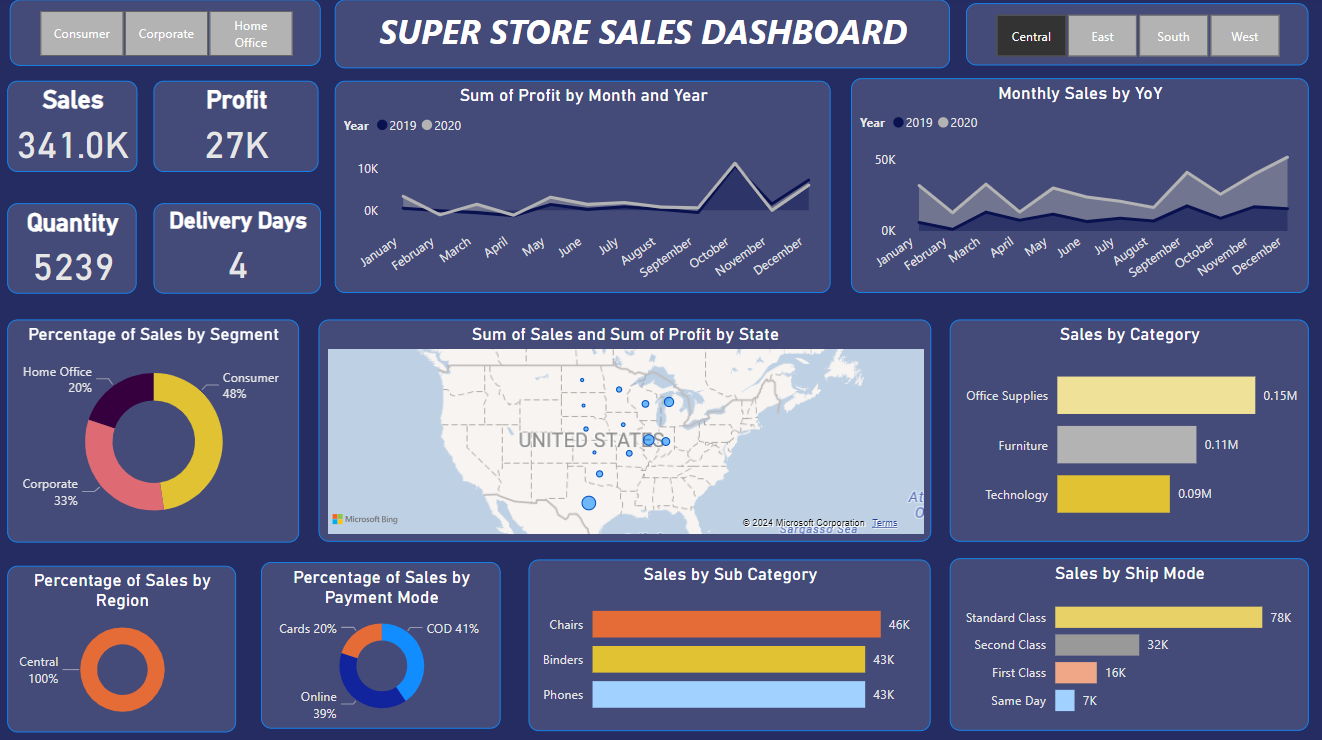 Consumer
Corporate
Home
Office
SUPER STORE SALES DASHBOARD
Central
East
South
West
Sales
341.0K
Profit
27K
Quantity
5239
Delivery Days
4
Sum of Profit by Month and Year
Year 2019 2020
10K
0K
January
February
March
April
May
June
July
August
September
October
November
December
Monthly Sales by YoY
Year 2019 2020
50K
0K
January
February
March
April
May
June
July
August
September
October
November
December
Percentage of Sales by Segment
Home Office
20%
Consumer
48%
Corporate
33%
Sum of Sales and Sum of Profit by State
UNITED STATES
At
O
Sargasso Sea
Microsoft Bing
© 2024 Microsoft Corporation Terms
Sales by Category
Office Supplies 0.15M
Furniture 0.11M
Technology 0.09M
Percentage of Sales by
Region
Central
100%
Percentage of Sales by
Payment Mode
Cards 20%
COD 41%
Online
39%
Sales by Sub Category
Chairs 46K
Binders 43K
Phones 43K
Sales by Ship Mode
Standard Class 78K
Second Class 32K
First Class 16K
Same Day 7K